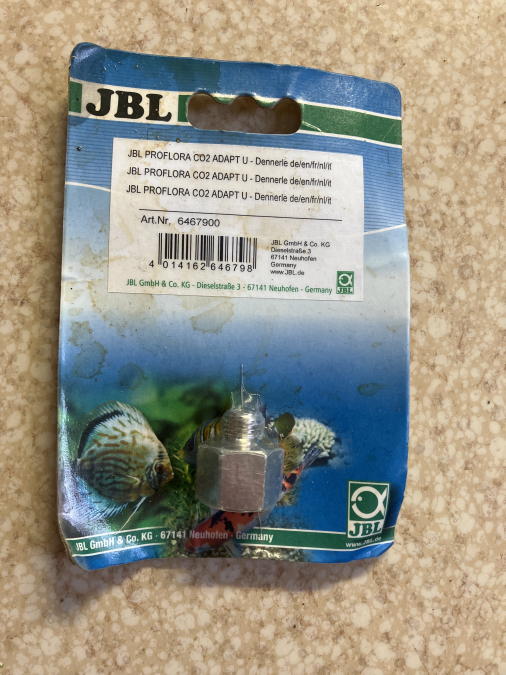 JBL
JBL PROFLORA CO2 ADAPT U - Dennerle de/en/fr/nl/it
JBL PROFLORA CO2 ADAPT U - Dennerle de/en/fr/nl/it
JBL PROFLORA CO2 ADAPT U - Dennerle de/en/fr/nl/it
Art.Nr. 6467900
4 014162 646798
JBL GmbH & Co. KG
Dieselstraße 3
67141 Neuhofen
Germany
www.JBL.de
JBL
JBL GmbH & Co. KG - Dieselstraße 3 - 67141 Neuhofen - Germany
JBL
JBL GmbH & Co. KG · 67141 Neuhofen · Germany
www.JBL.de